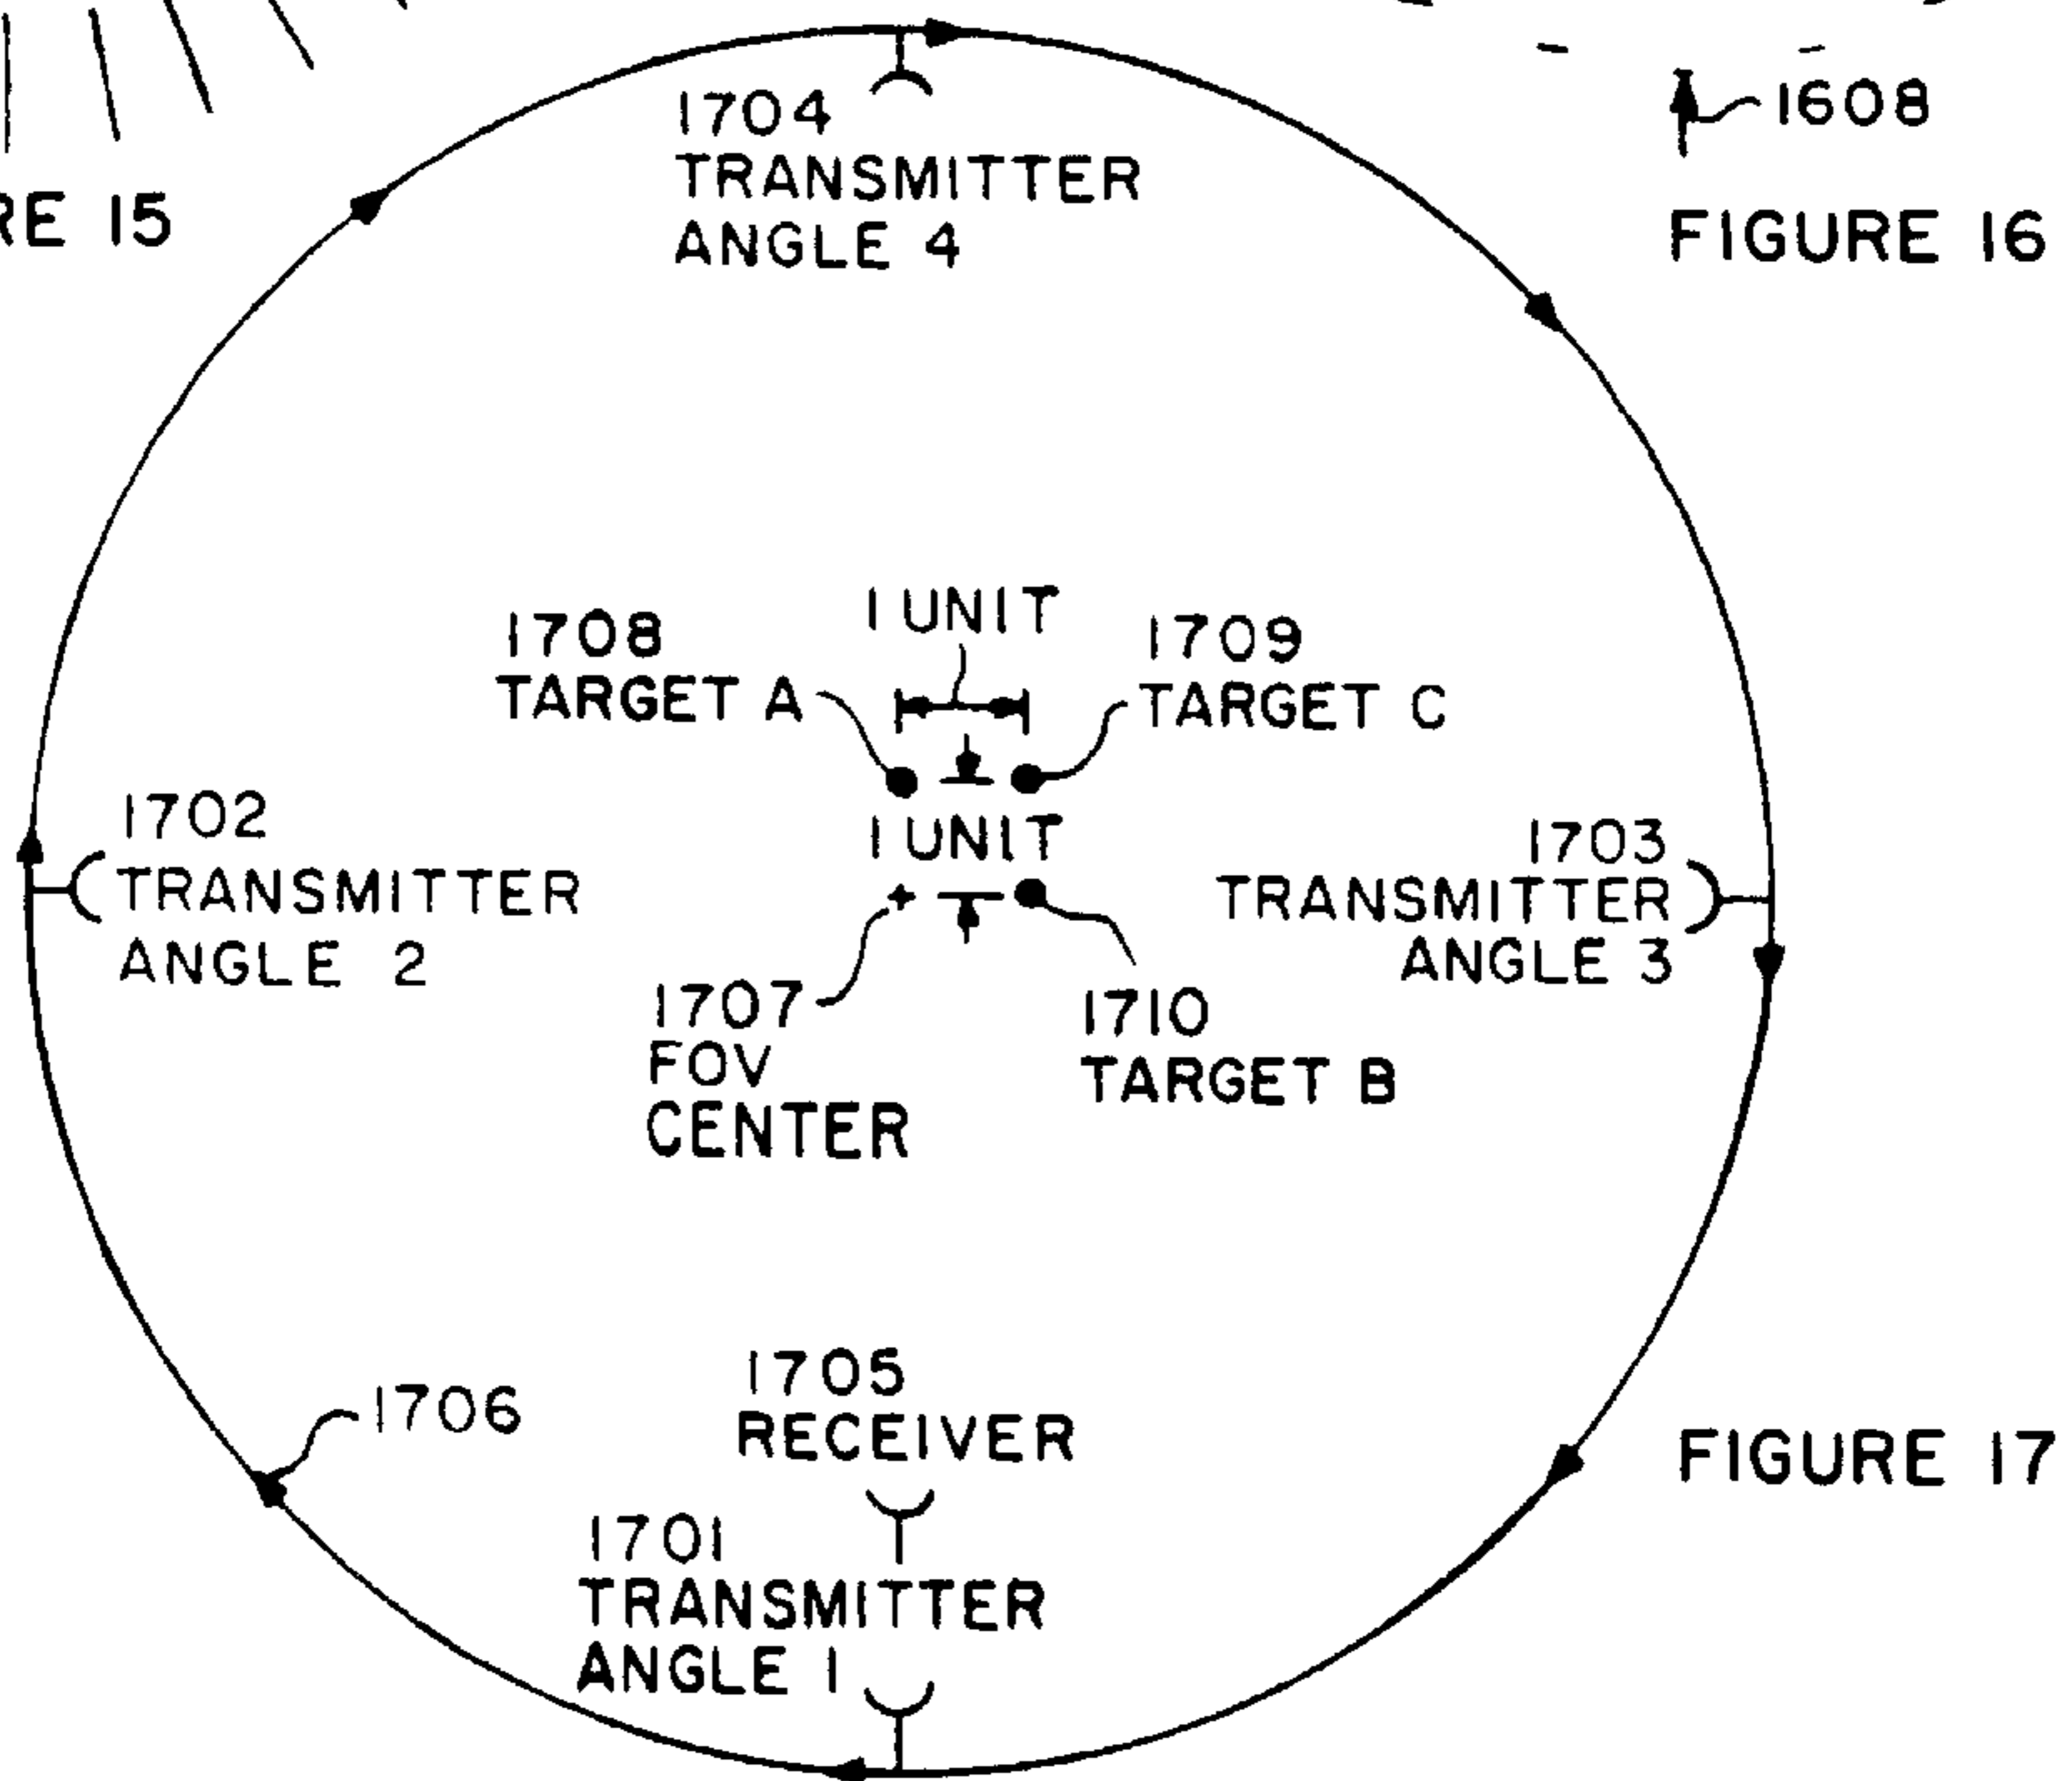 1704
TRANSMITTER
ANGLE 4
1608
RE 15
FIGURE 16
1 UNIT
1708
TARGET A
1709
TARGET C
1702
TRANSMITTER
ANGLE 2
1 UNIT
1703
TRANSMITTER
ANGLE 3
1707
FOV
CENTER
1710
TARGET B
1706
1705
RECEIVER
FIGURE 17
1701
TRANSMITTER
ANGLE 1